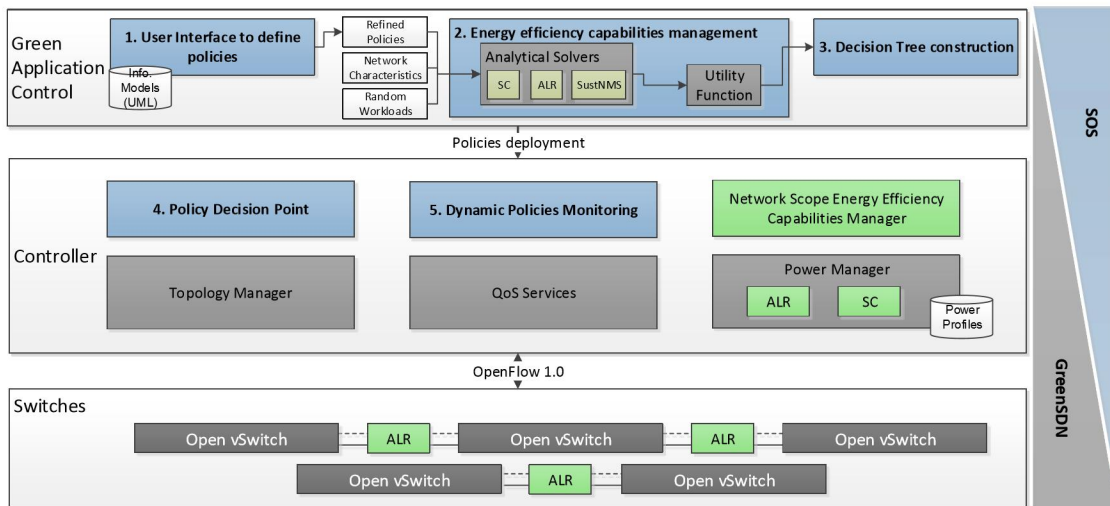 Green
Application
Control
1. User Interface to define
policies
Info.
Models
(UML)
Refined
Policies
Network
Characteristics
Random
Workloads
2. Energy efficiency capabilities management
Analytical Solvers
SC
ALR
SustNMS
Utility
Function
3. Decision Tree construction
SOS
Policies deployment
Controller
4. Policy Decision Point
5. Dynamic Policies Monitoring
Network Scope Energy Efficiency
Capabilities Manager
Topology Manager
QoS Services
Power Manager
ALR
SC
Power
Profiles
GreenSDN
OpenFlow 1.0
Switches
Open vSwitch
ALR
Open vSwitch
ALR
Open vSwitch
Open vSwitch
ALR
Open vSwitch